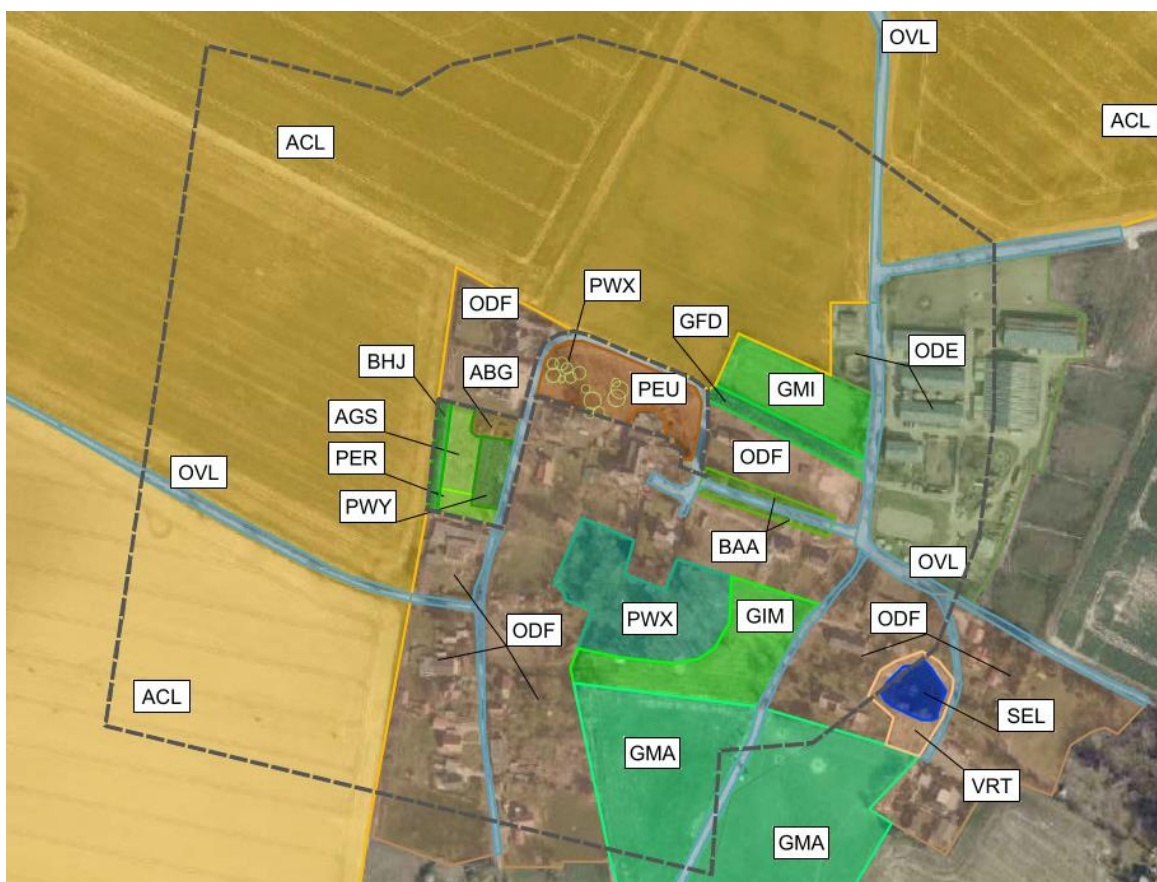 OVL
ACL
ACL
ODF
PWX
GFD
ODE
BHJ
ABG
PEU
GMI
AGS
PER
OVL
ODF
PWY
BAA
OVL
PWX
GIM
ODF
ODF
ACL
SEL
GMA
VRT
GMA